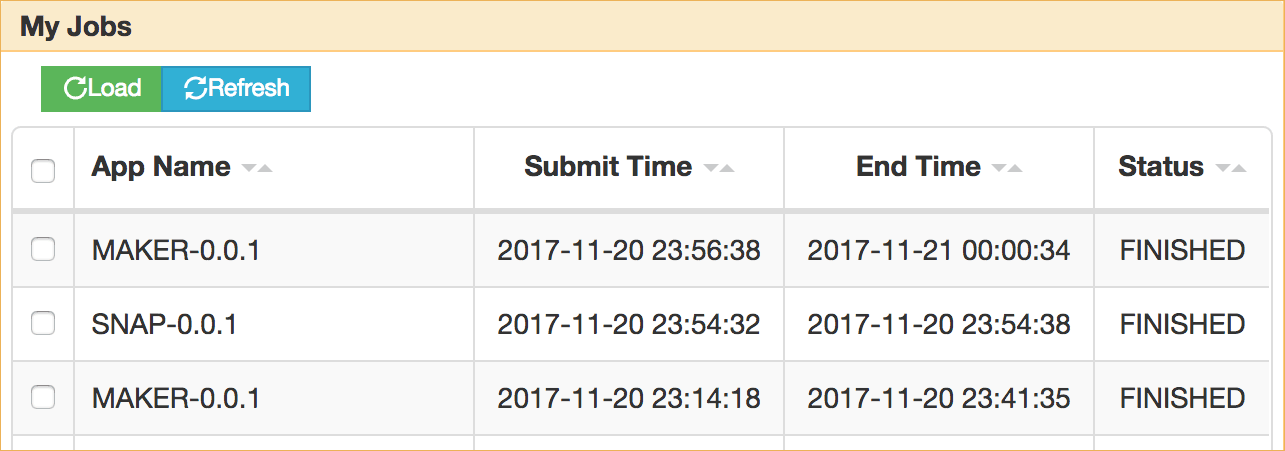 My Jobs
Load Refresh
App Name Submit Time End Time Status
MAKER-0.0.1 2017-11-20 23:56:38 2017-11-21 00:00:34 FINISHED
SNAP-0.0.1 2017-11-20 23:54:32 2017-11-20 23:54:38 FINISHED
MAKER-0.0.1 2017-11-20 23:14:18 2017-11-20 23:41:35 FINISHED